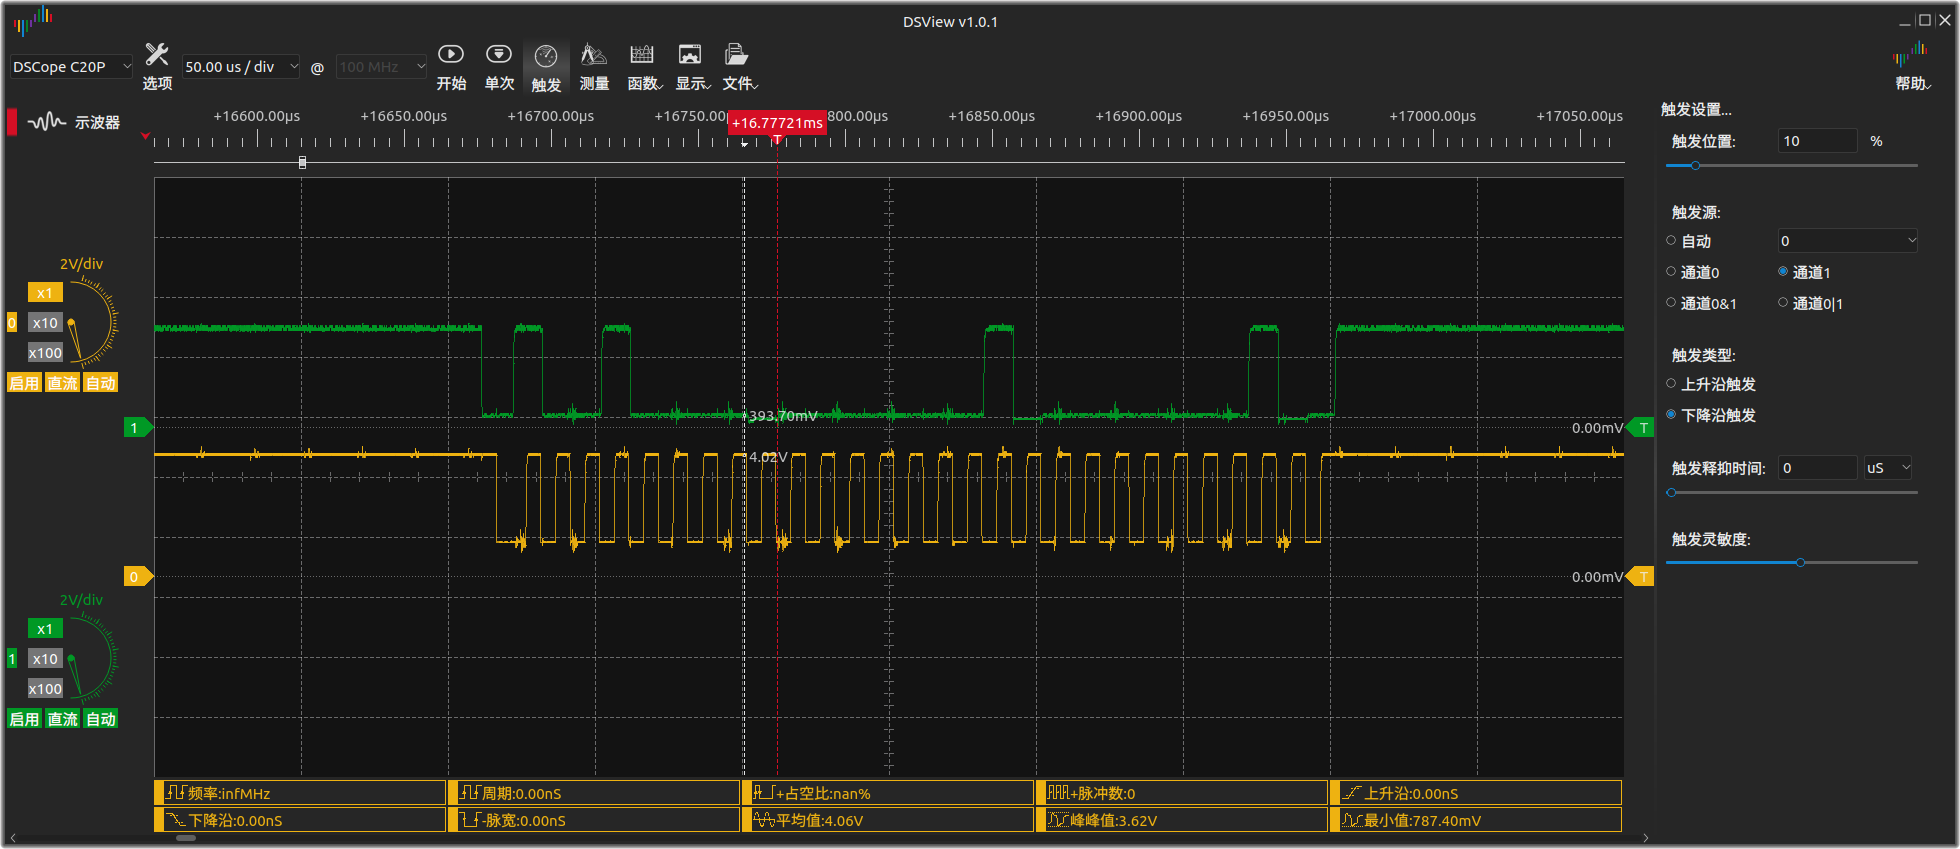 DSView v1.0.1
DSCope C20P
选项
50.00 us / div
@
100 MHz
开始
单次
触发
测量
函数
显示
文件
帮助
示波器
+16600.00μs
+16650.00μs
+16700.00μs
+16750.00
+16.77721ms
T
800.00μs
+16850.00μs
+16900.00μs
+16950.00μs
+17000.00μs
+17050.00μs
2V/div
x1
0
x10
x100
启用
直流
自动
1
393.70mV
0.00mV
T
4.02V
0
0.00mV
T
2V/div
x1
1
x10
x100
启用
直流
自动
触发设置...
触发位置:
10
%
触发源:
自动
0
通道0
通道1
通道0&1
通道0|1
触发类型:
上升沿触发
下降沿触发
触发释抑时间:
0
uS
触发灵敏度:
频率:infMHz
周期:0.00nS
+占空比:nan%
+脉冲数:0
上升沿:0.00nS
下降沿:0.00nS
-脉宽:0.00nS
平均值:4.06V
峰峰值:3.62V
最小值:787.40mV